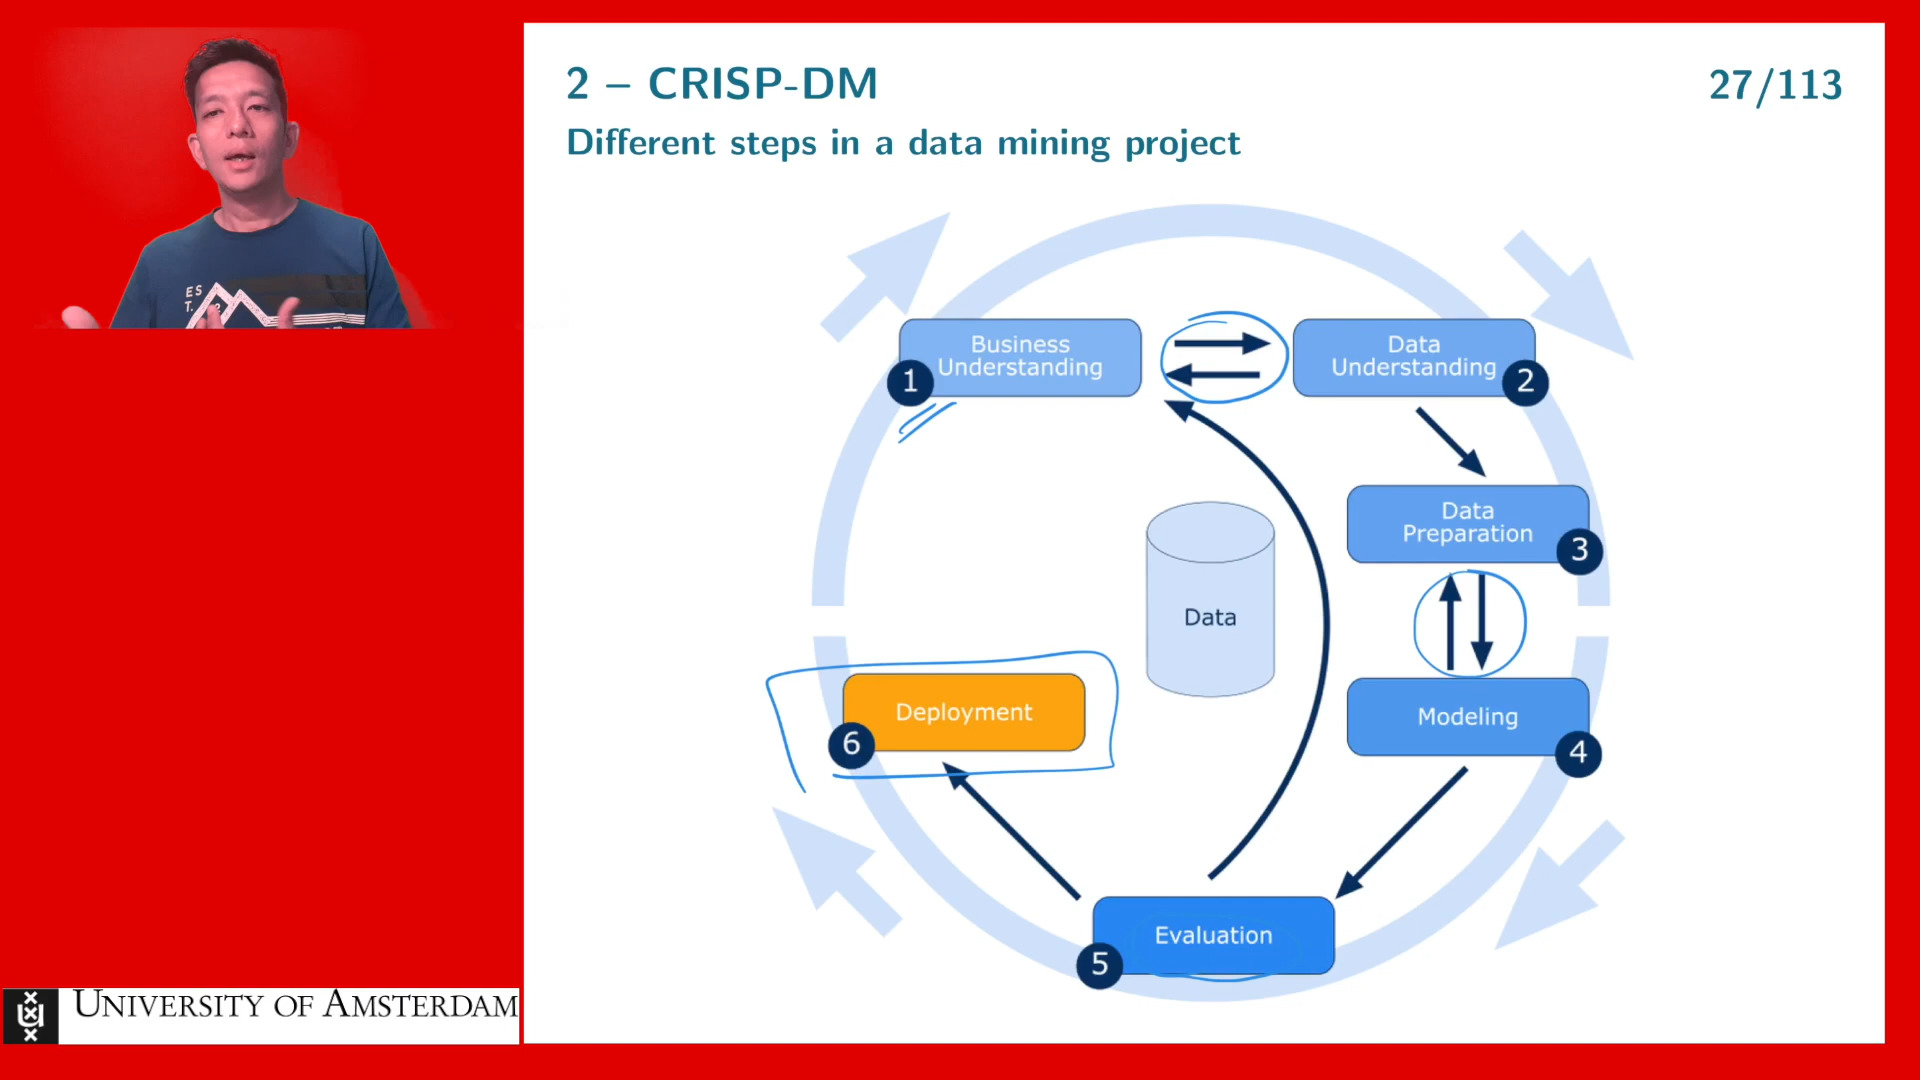 2 – CRISP-DM
27/113
Different steps in a data mining project
ES
T.
Business
Understanding
1
Data
Understanding
2
Data
Preparation
3
Data
Modeling
4
Deployment
6
Evaluation
5
UNIVERSITY OF AMSTERDAM